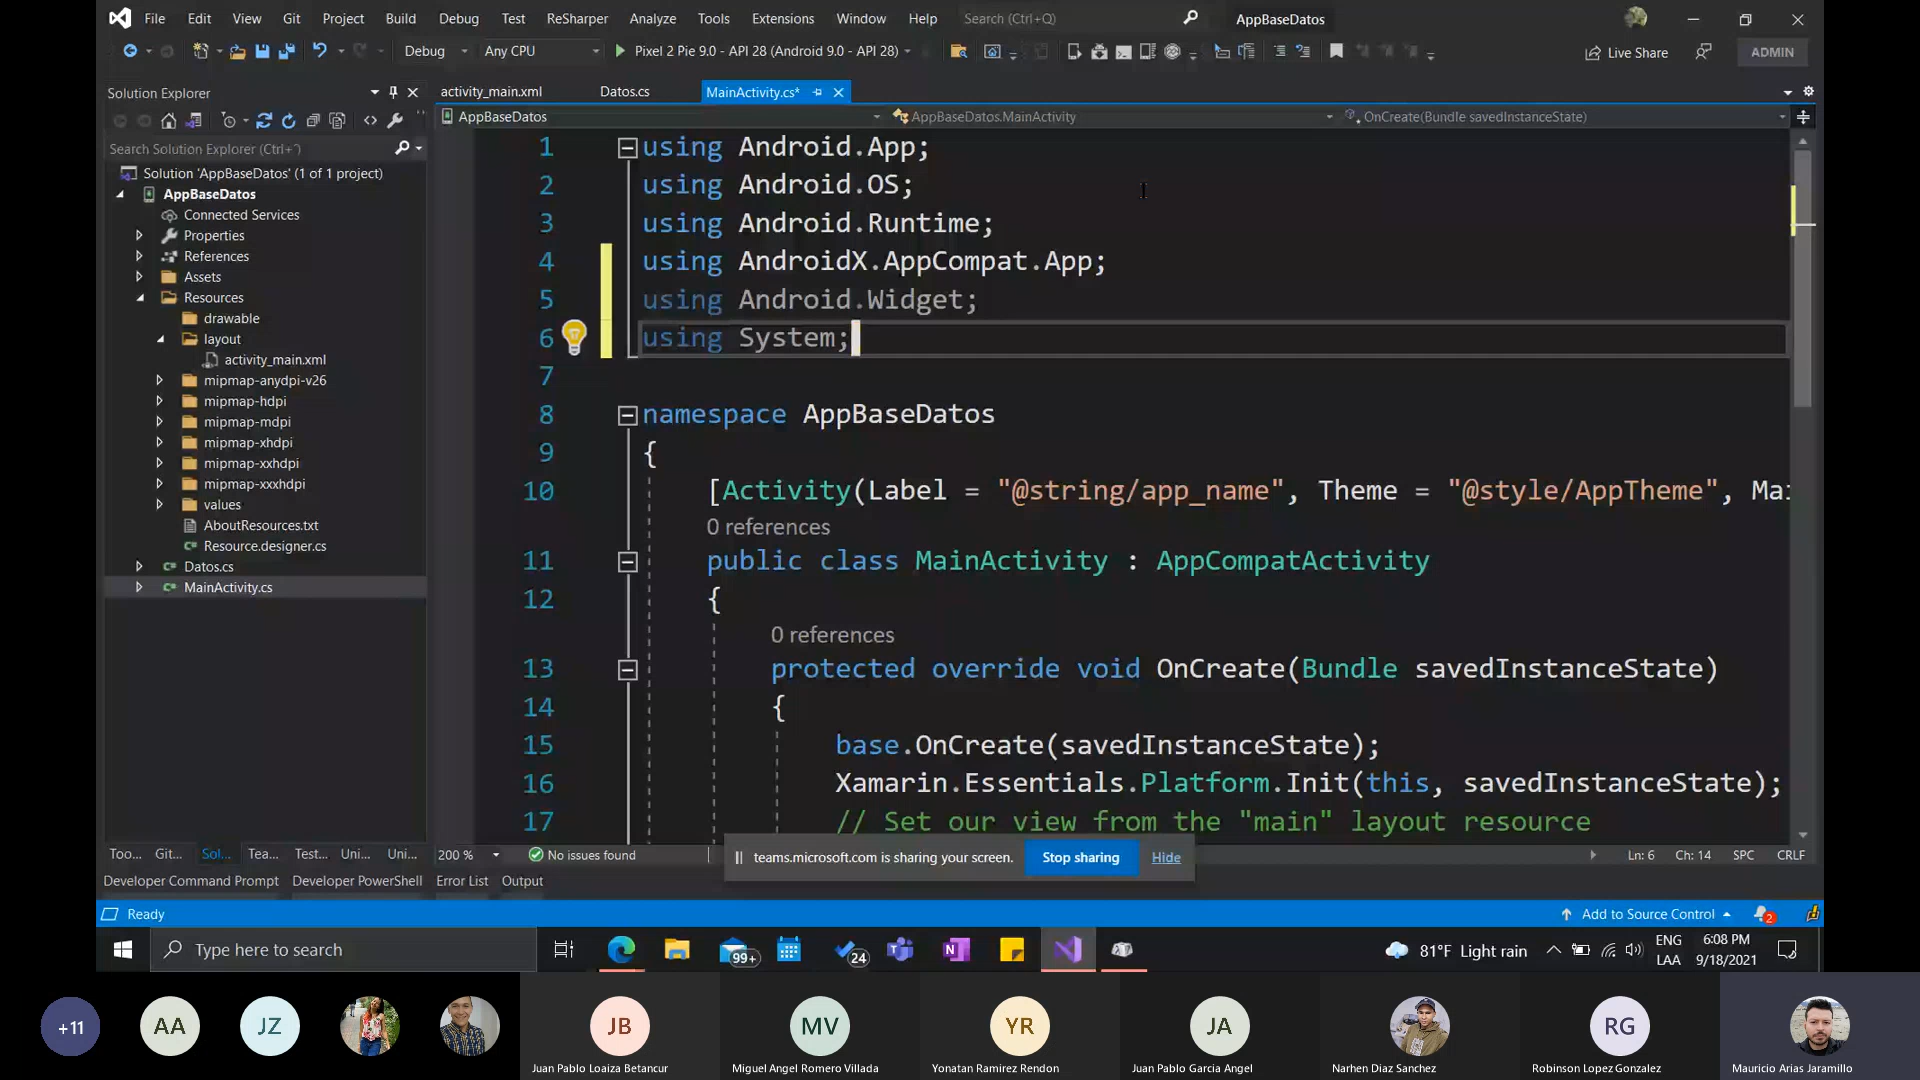 File Edit View Git Project Build Debug Test ReSharper Analyze Tools Extensions Window Help Search (Ctrl+Q) AppBaseDatos
Debug Any CPU Pixel 2 Pie 9.0 - API 28 (Android 9.0 - API 28) Live Share ADMIN
Solution Explorer
activity_main.xml Datos.cs MainActivity.cs*
AppBaseDatos AppBaseDatos.MainActivity OnCreate(Bundle savedInstanceState)
Search Solution Explorer (Ctrl+¨)
Solution 'AppBaseDatos' (1 of 1 project)
AppBaseDatos
Connected Services
Properties
References
Assets
Resources
drawable
layout
activity_main.xml
mipmap-anydpi-v26
mipmap-hdpi
mipmap-mdpi
mipmap-xhdpi
mipmap-xxhdpi
mipmap-xxxhdpi
values
AboutResources.txt
Resource.designer.cs
Datos.cs
MainActivity.cs
1 using Android.App;
2 using Android.OS;
3 using Android.Runtime;
4 using AndroidX.AppCompat.App;
5 using Android.Widget;
6 using System;
7
8 namespace AppBaseDatos
9 {
10 [Activity(Label = "@string/app_name", Theme = "@style/AppTheme", Mai
0 references
11 public class MainActivity : AppCompatActivity
12 {
0 references
13 protected override void OnCreate(Bundle savedInstanceState)
14 {
15 base.OnCreate(savedInstanceState);
16 Xamarin.Essentials.Platform.Init(this, savedInstanceState);
17 // Set our view from the "main" layout resource
Too... Git... Sol... Tea... Test... Uni... Uni... 200 % No issues found Ln: 6 Ch: 14 SPC CRLF
teams.microsoft.com is sharing your screen. Stop sharing Hide
Developer Command Prompt Developer PowerShell Error List Output
Ready Add to Source Control 2
Type here to search 99+ 24 81°F Light rain ENG LAA 6:08 PM 9/18/2021
+11 AA JZ JB MV YR JA RG
Juan Pablo Loaiza Betancur Miguel Angel Romero Villada Yonatan Ramirez Rendon Juan Pablo Garcia Angel Narhen Diaz Sanchez Robinson Lopez Gonzalez Mauricio Arias Jaramillo